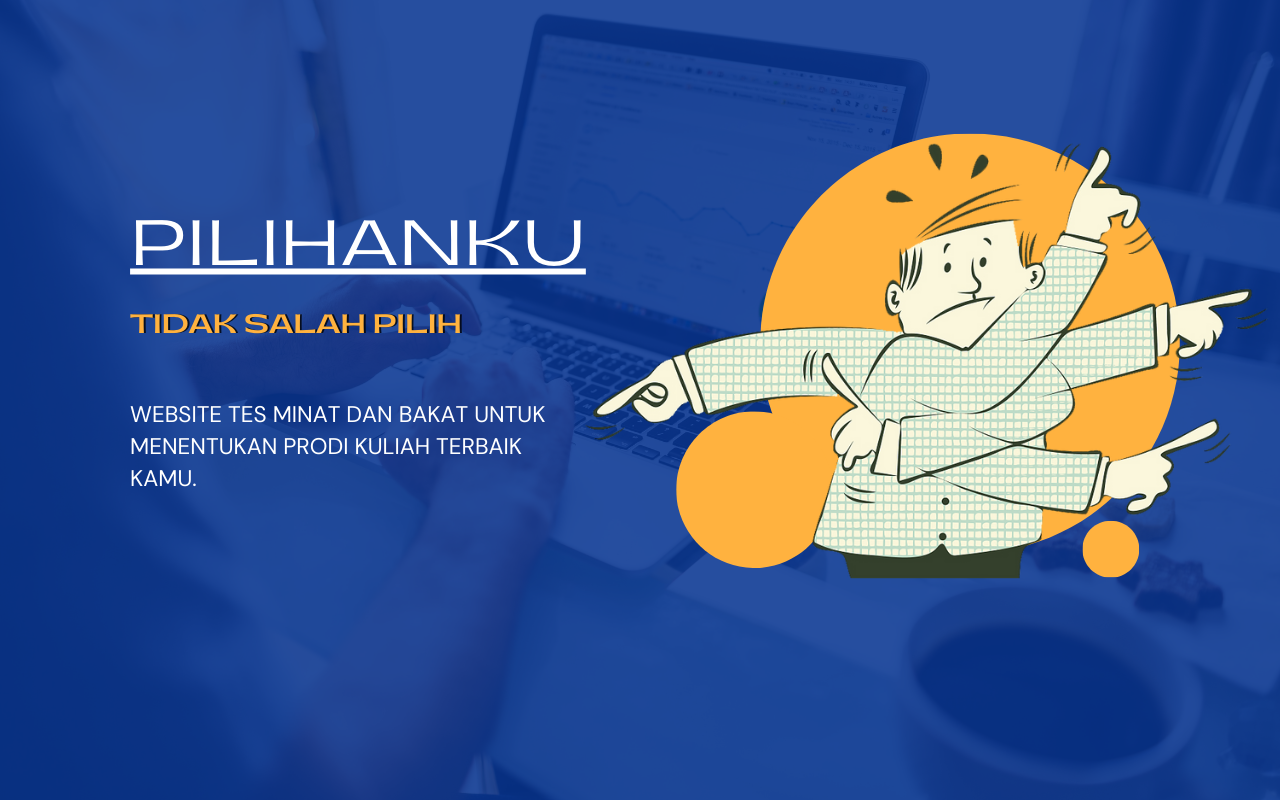 PILIHANKU
TIDAK SALAH PILIH
WEBSITE TES MINAT DAN BAKAT UNTUK
MENENTUKAN PRODI KULIAH TERBAIK
KAMU.